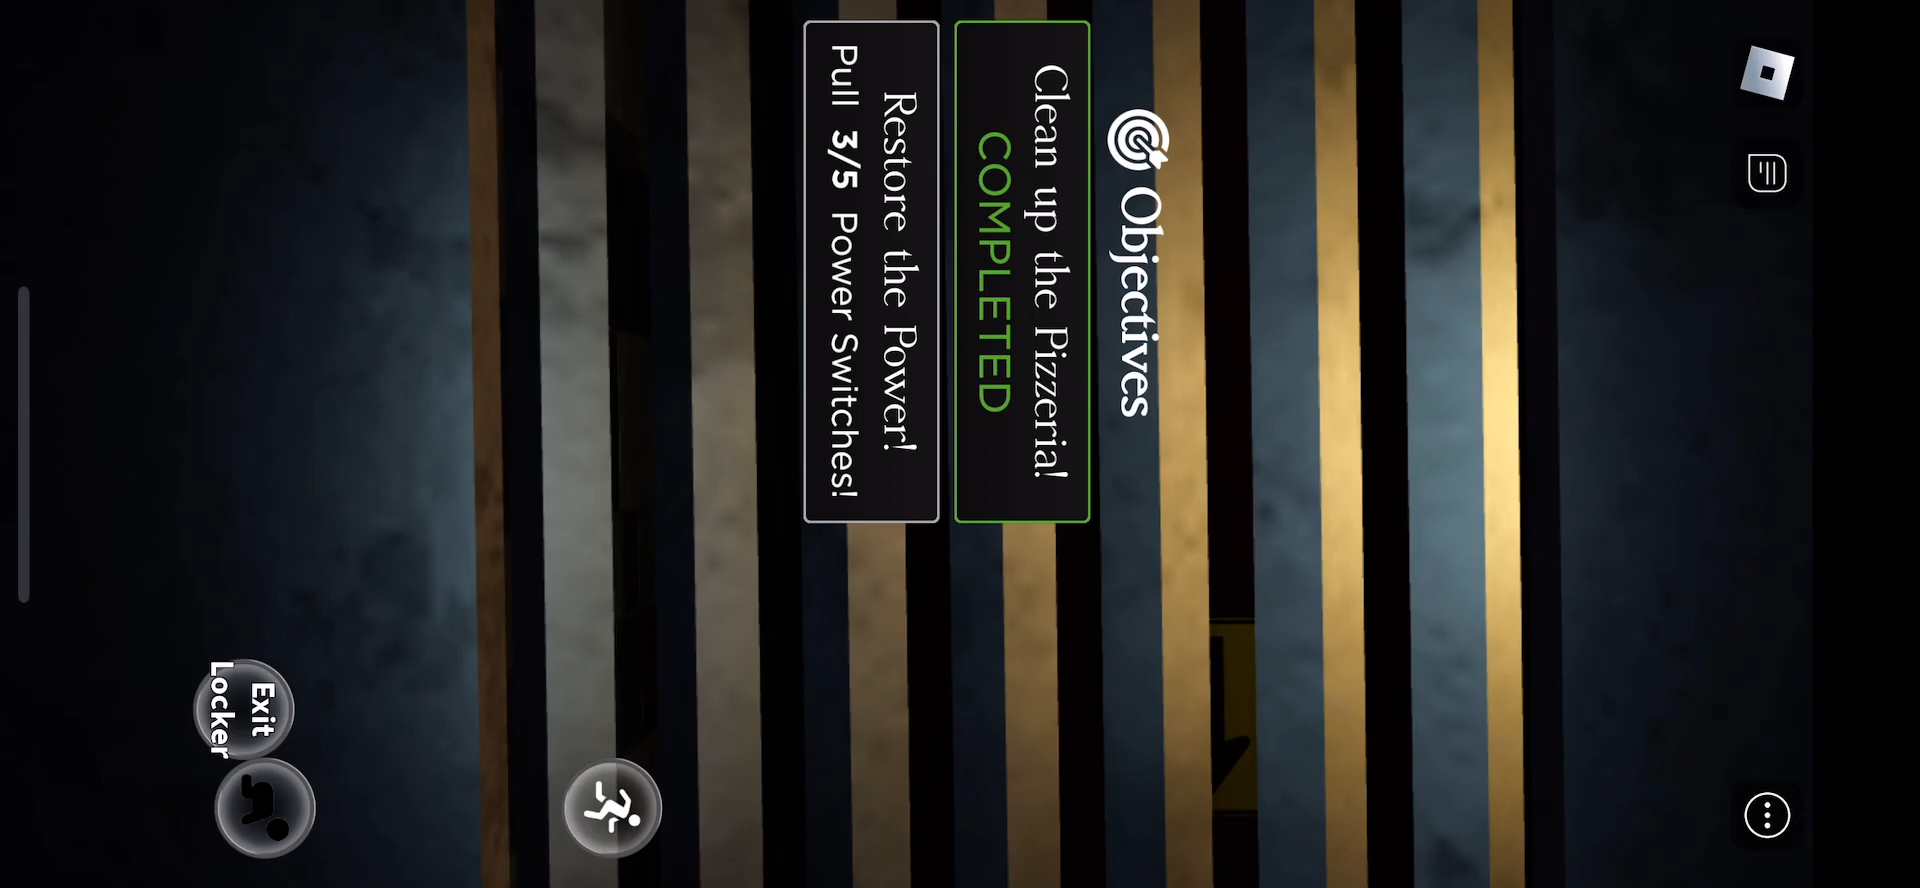 Objectives
Clean up the Pizzeria!
COMPLETED
Restore the Power!
Pull 3/5 Power Switches!
Exit
Locker